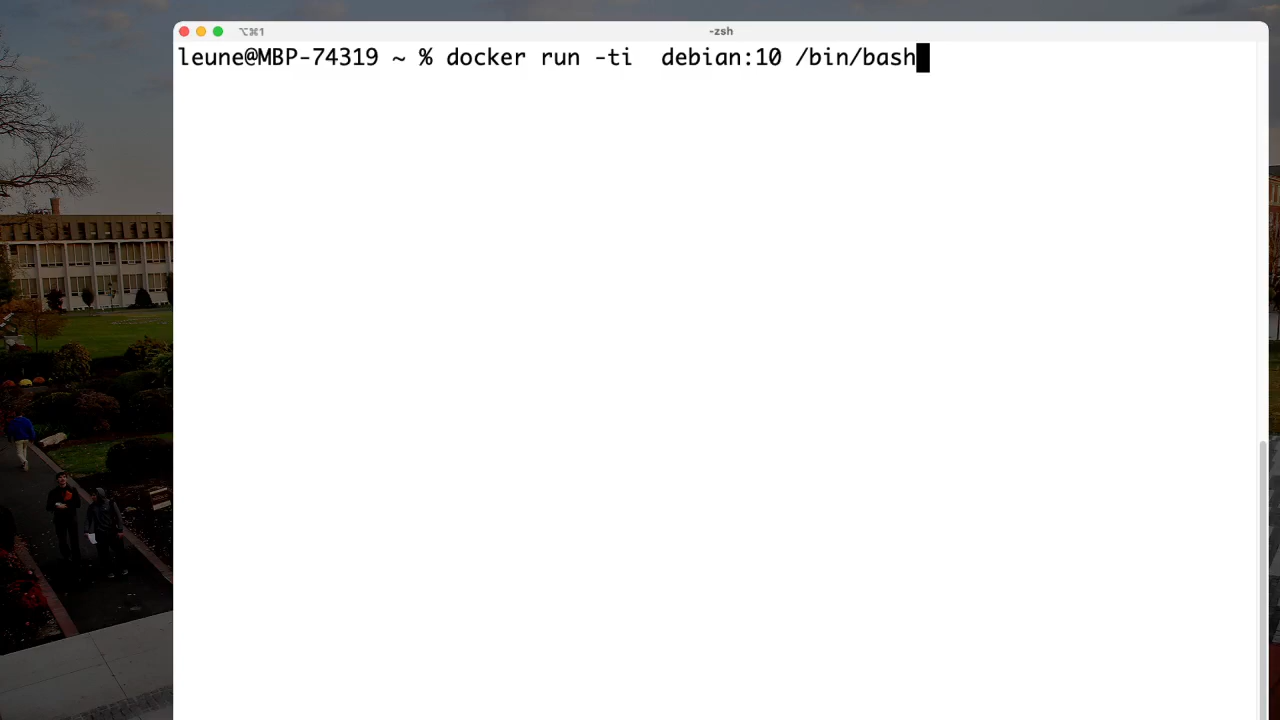 ⌥⌘1
-zsh
leune@MBP-74319 ~ % docker run -ti  debian:10 /bin/bash